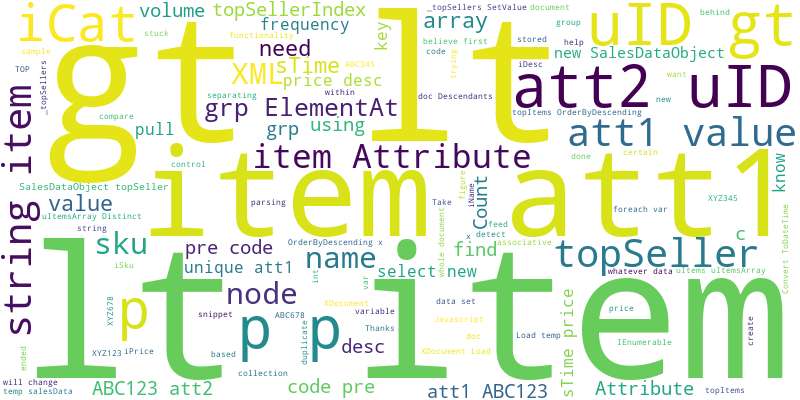 iCat
volume
topSellerIndex
frequency
_topSellers SetValue
document
array
key
stuck
functionality
need
believe first
code
stored
group
help
behind
uID gt
gt
lt
sample
TOP
_topSellers
XML
sTime
ABC345
price desc
trying
iDesc
new SalesDataObject
separating
within
doc Descendants
att2 uID
want
new
compare
grp ElementAt
topItems OrderByDescending
pull
grp
using
att1 value
string item
item Attribute
control
item att1
done
certain
know
SalesDataObject topSeller
parsing
Take
figure
iName
Count
foreach var
XYZ345
value
uItemsArray Distinct
string
feed
x
detect
associative
c
sku
pre code
OrderByDescending x
find
topSeller
name
iSku
unique att1
int
var
whole document
select new
whatever data
uItems uItemsArray
Convert ToDateTime
lt item
p
XYZ678
node
p p
snippet
ABC678
XDocument
data set
sTime price
price
iPrice
variable
Javascript
IEnumerable
create
XYZ123
based
duplicate
Thanks
desc
doc
Load temp
ended
collection
XDocument Load
will change
temp salesData
ABC123 att2
code pre
att1 ABC123
Attribute
topItems